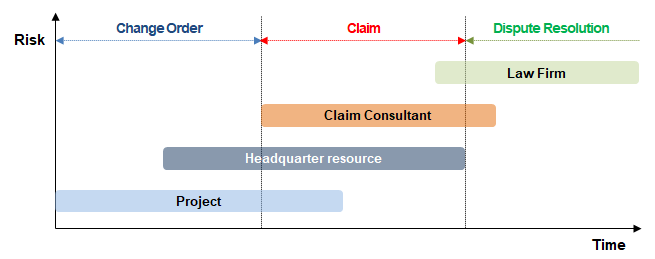 Risk
Change Order
Claim
Dispute Resolution
Law Firm
Claim Consultant
Headquarter resource
Project
Time